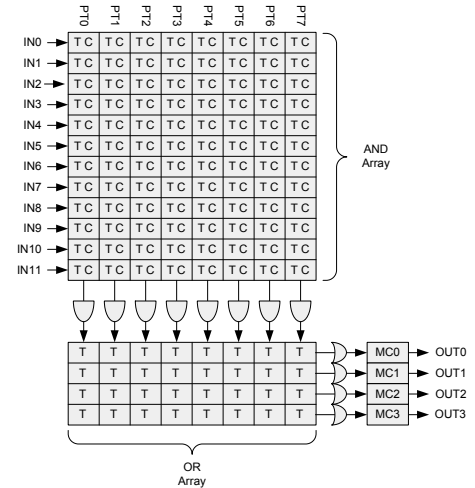 PT0 PT1 PT2 PT3 PT4 PT5 PT6 PT7
IN0 T C T C T C T C T C T C T C T C
IN1 T C T C T C T C T C T C T C T C
IN2 T C T C T C T C T C T C T C T C
IN3 T C T C T C T C T C T C T C T C
IN4 T C T C T C T C T C T C T C T C
IN5 T C T C T C T C T C T C T C T C
IN6 T C T C T C T C T C T C T C T C
IN7 T C T C T C T C T C T C T C T C
IN8 T C T C T C T C T C T C T C T C
IN9 T C T C T C T C T C T C T C T C
IN10 T C T C T C T C T C T C T C T C
IN11 T C T C T C T C T C T C T C T C
AND
Array
T T T T T T T T MC0 OUT0
T T T T T T T T MC1 OUT1
T T T T T T T T MC2 OUT2
T T T T T T T T MC3 OUT3
OR
Array